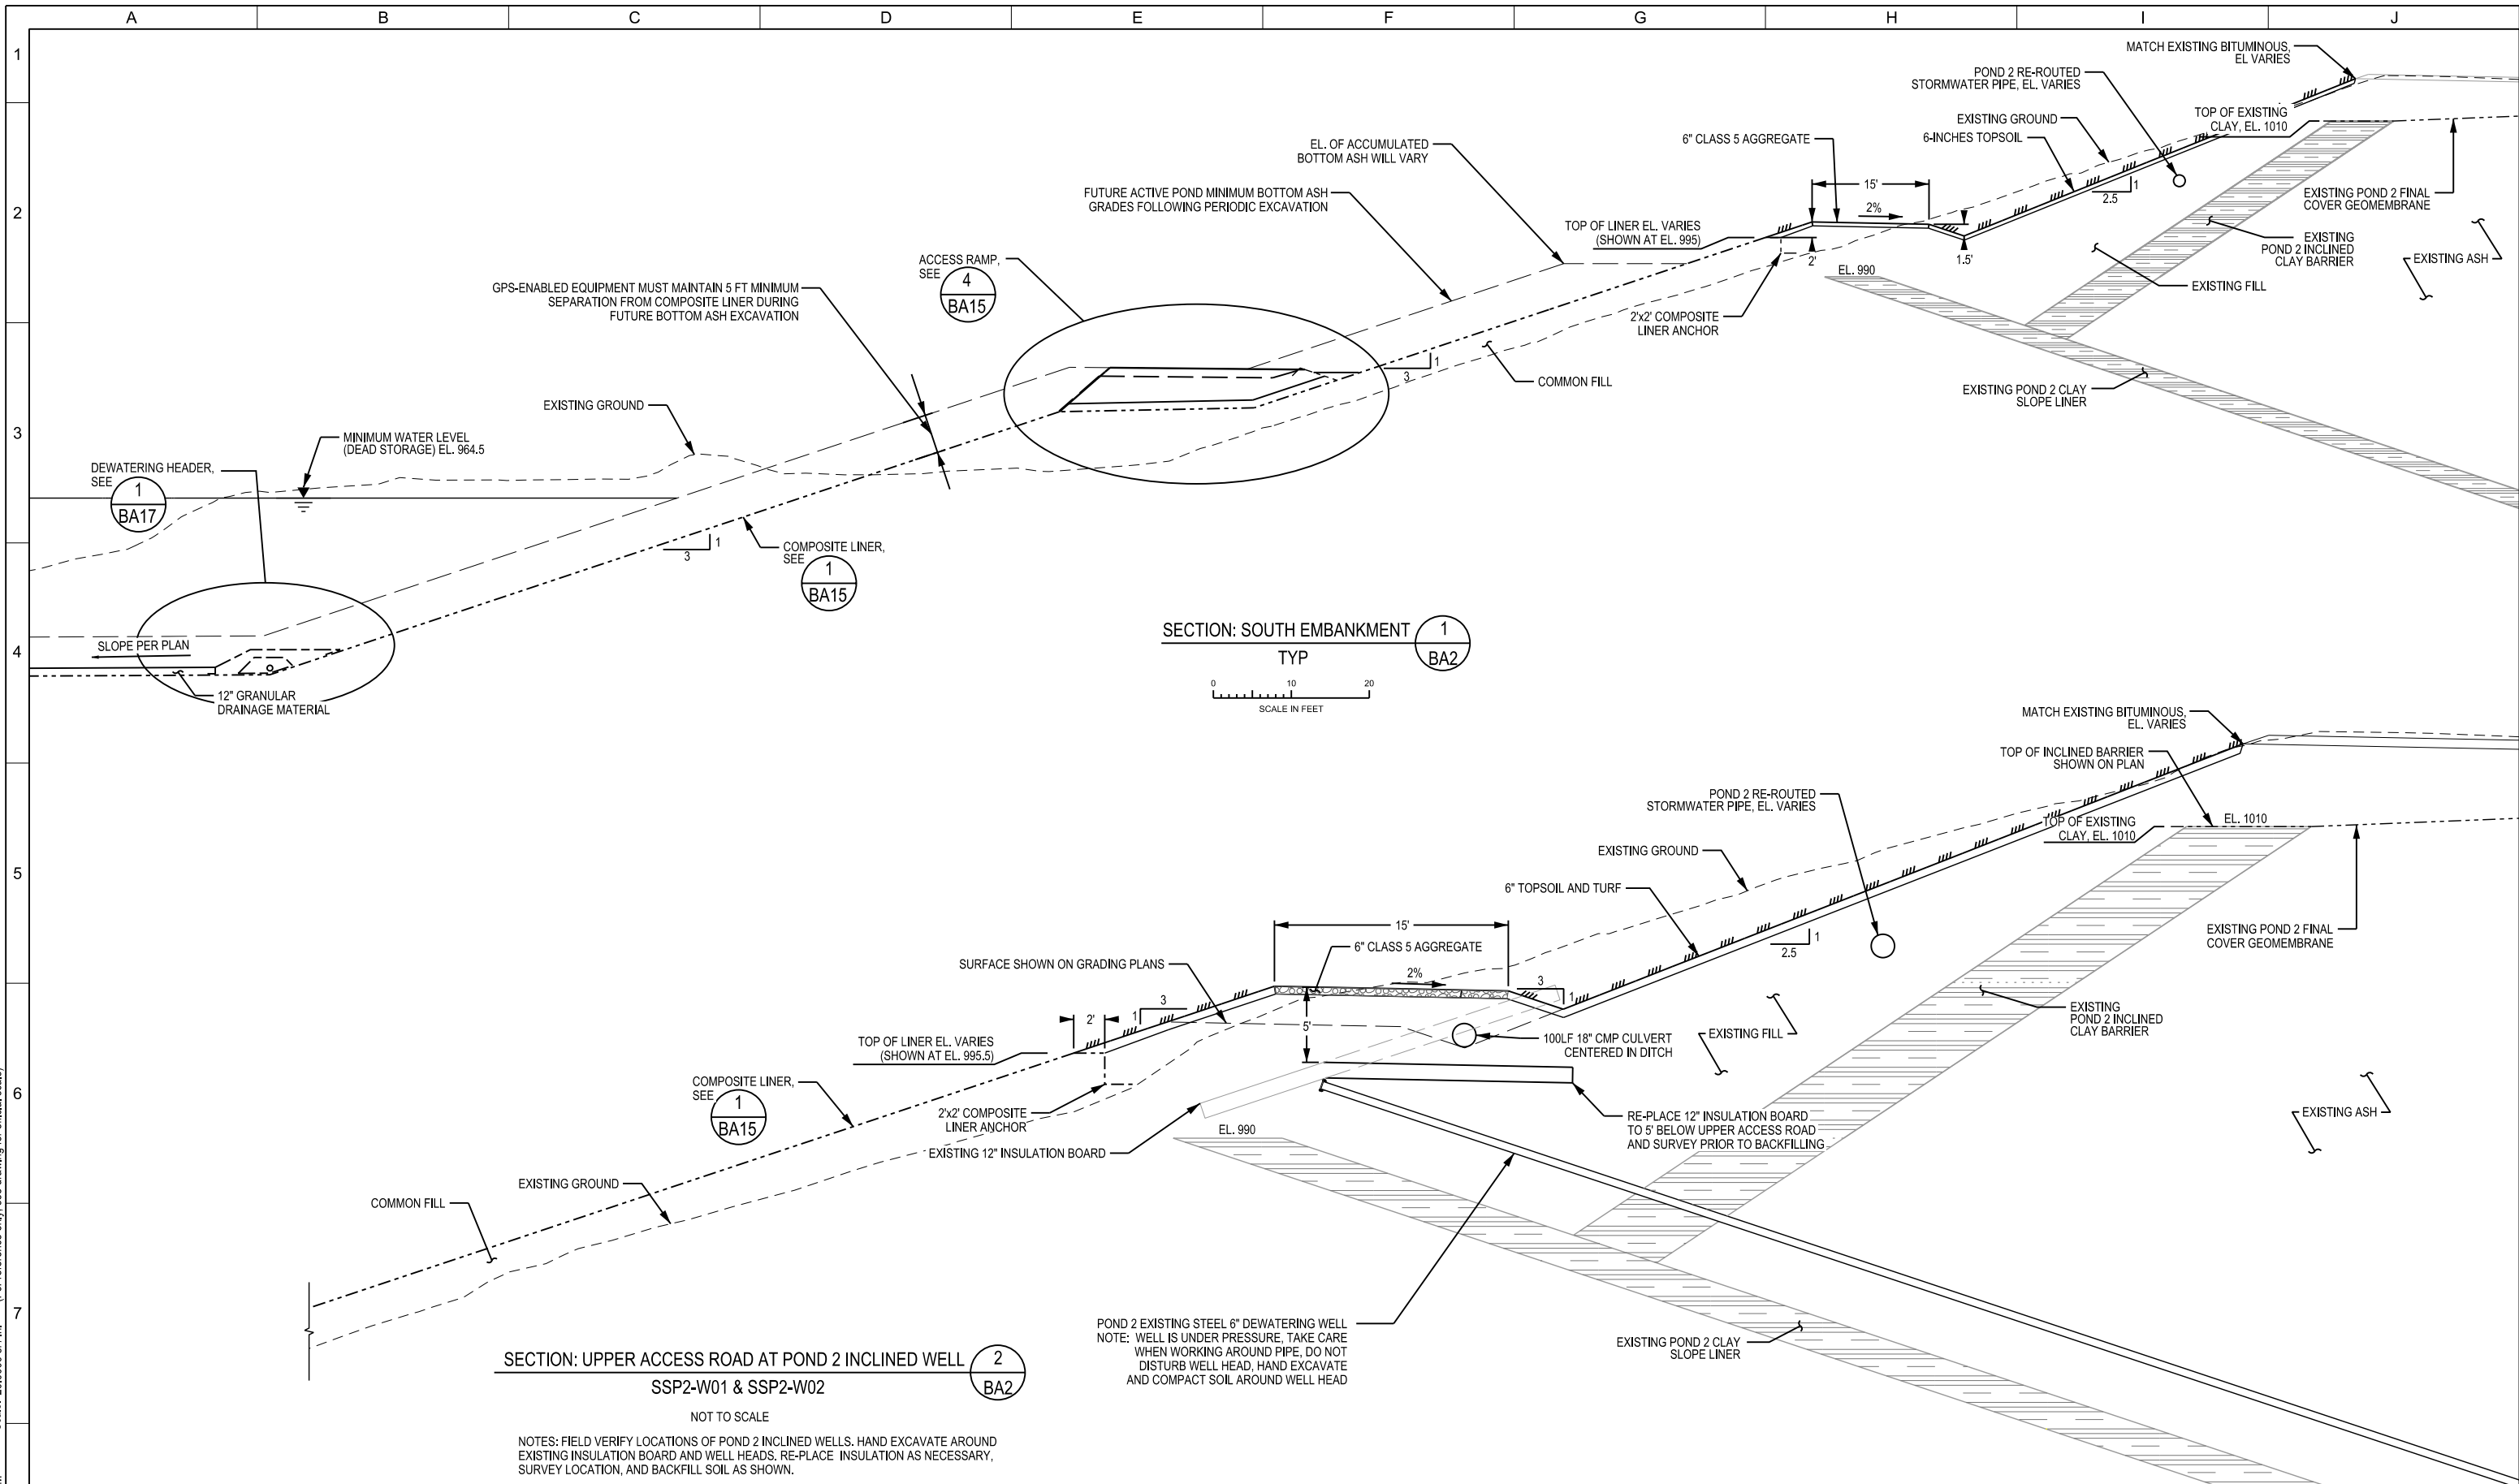 A B C D E F G H I J
1
2
3
4
5
6
7
MATCH EXISTING BITUMINOUS,
EL VARIES
POND 2 RE-ROUTED
STORMWATER PIPE, EL. VARIES
TOP OF EXISTING
CLAY, EL. 1010
EXISTING GROUND
6-INCHES TOPSOIL
6" CLASS 5 AGGREGATE
EL. OF ACCUMULATED
BOTTOM ASH WILL VARY
FUTURE ACTIVE POND MINIMUM BOTTOM ASH
GRADES FOLLOWING PERIODIC EXCAVATION
15'
2%
1
2.5
EXISTING POND 2 FINAL
COVER GEOMEMBRANE
TOP OF LINER EL. VARIES
(SHOWN AT EL. 995)
2'
1.5'
EXISTING
POND 2 INCLINED
CLAY BARRIER
EXISTING ASH
EXISTING FILL
EL. 990
ACCESS RAMP,
SEE
4
BA15
GPS-ENABLED EQUIPMENT MUST MAINTAIN 5 FT MINIMUM
SEPARATION FROM COMPOSITE LINER DURING
FUTURE BOTTOM ASH EXCAVATION
2'x2' COMPOSITE
LINER ANCHOR
1
3
COMMON FILL
EXISTING POND 2 CLAY
SLOPE LINER
EXISTING GROUND
MINIMUM WATER LEVEL
(DEAD STORAGE) EL. 964.5
DEWATERING HEADER,
SEE
1
BA17
1
3
COMPOSITE LINER,
SEE
1
BA15
SLOPE PER PLAN
12" GRANULAR
DRAINAGE MATERIAL
SECTION: SOUTH EMBANKMENT
TYP
1
BA2
0 10 20
SCALE IN FEET
MATCH EXISTING BITUMINOUS,
EL. VARIES
TOP OF INCLINED BARRIER
SHOWN ON PLAN
POND 2 RE-ROUTED
STORMWATER PIPE, EL. VARIES
TOP OF EXISTING
CLAY, EL. 1010
EL. 1010
EXISTING GROUND
6" TOPSOIL AND TURF
15'
6" CLASS 5 AGGREGATE
2%
1
2.5
EXISTING POND 2 FINAL
COVER GEOMEMBRANE
SURFACE SHOWN ON GRADING PLANS
3
1
3
1
2'
5'
TOP OF LINER EL. VARIES
(SHOWN AT EL. 995.5)
100LF 18" CMP CULVERT
CENTERED IN DITCH
EXISTING FILL
EXISTING
POND 2 INCLINED
CLAY BARRIER
COMPOSITE LINER,
SEE
1
BA15
2'x2' COMPOSITE
LINER ANCHOR
EXISTING 12" INSULATION BOARD
EL. 990
RE-PLACE 12" INSULATION BOARD
TO 5' BELOW UPPER ACCESS ROAD
AND SURVEY PRIOR TO BACKFILLING
EXISTING ASH
EXISTING GROUND
COMMON FILL
POND 2 EXISTING STEEL 6" DEWATERING WELL
NOTE: WELL IS UNDER PRESSURE, TAKE CARE
WHEN WORKING AROUND PIPE, DO NOT
DISTURB WELL HEAD, HAND EXCAVATE
AND COMPACT SOIL AROUND WELL HEAD
EXISTING POND 2 CLAY
SLOPE LINER
SECTION: UPPER ACCESS ROAD AT POND 2 INCLINED WELL
SSP2-W01 & SSP2-W02
2
BA2
NOT TO SCALE
NOTES: FIELD VERIFY LOCATIONS OF POND 2 INCLINED WELLS. HAND EXCAVATE AROUND
EXISTING INSULATION BOARD AND WELL HEADS. RE-PLACE INSULATION AS NECESSARY,
SURVEY LOCATION, AND BACKFILL SOIL AS SHOWN.